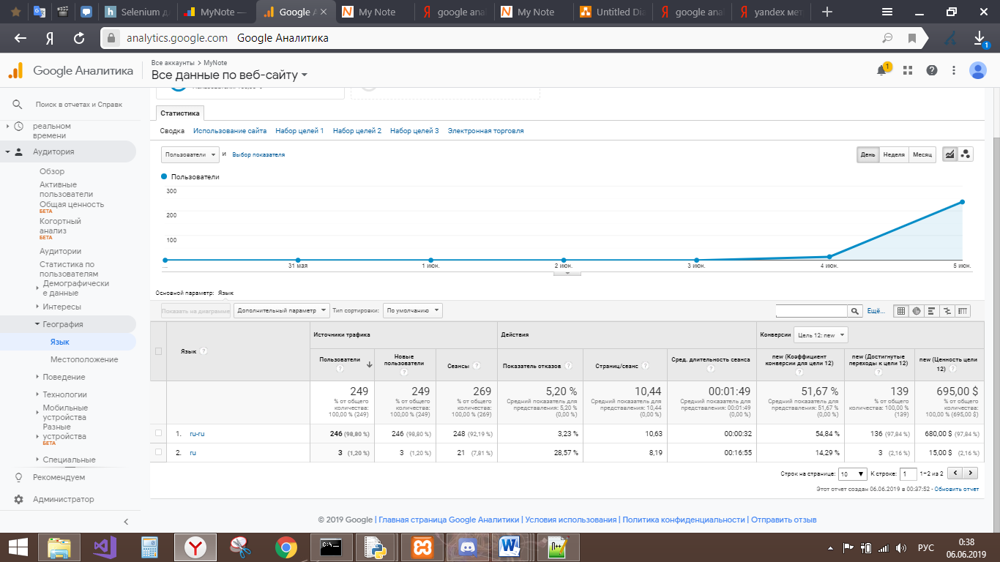 Selenium д
MyNote —
Google А
My Note
google ana
My Note
Untitled Dia
google ana
yandex мет
analytics.google.com Google Аналитика
1
Google Аналитика
Все аккаунты > MyNote
Все данные по веб-сайту
1
Поиск в отчетах и Справк
реальном
времени
Аудитория
Обзор
Активные
пользователи
Общая ценность
БЕТА
Когортный
анализ
БЕТА
Аудитории
Статистика по
пользователям
Демографически
е данные
Интересы
География
Язык
Местоположение
Поведение
Технологии
Мобильные
устройства
Разные
устройства
БЕТА
Специальные
Рекомендуем
Администратор
Статистика
Сводка Использование сайта Набор целей 1 Набор целей 2 Набор целей 3 Электронная торговля
Пользователи и Выбор показателя
День Неделя Месяц
Пользователи
300
200
100
... 31 мая 1 июн. 2 июн. 3 июн. 4 июн. 5 июн.
Основной параметр: Язык
Показать на диаграмме Дополнительный параметр Тип сортировки: По умолчанию Ещё...
Язык ?
Источники трафика Действия Конверсии Цель 12: new
Пользователи ? Новые пользователи ? Сеансы ? Показатель отказов ? Страниц/сеанс ? Сред. длительность сеанса ? new (Коэффициент конверсии для цели 12) ? new (Достигнутые переходы к цели 12) ? new (Ценность цели 12) ?
249 249 269 5,20 % 10,44 00:01:49 51,67 % 139 695,00 $
% от общего количества: 100,00 % (249) % от общего количества: 100,00 % (249) % от общего количества: 100,00 % (269) Средний показатель для представления: 5,20 % (0,00 %) Средний показатель для представления: 10,44 (0,00 %) Средний показатель для представления: 00:01:49 (0,00 %) Средний показатель для представления: 51,67 % (0,00 %) % от общего количества: 100,00 % (139) % от общего количества: 100,00 % (695,00 $)
1. ru-ru 246 (98,80 %) 246 (98,80 %) 248 (92,19 %) 3,23 % 10,63 00:00:32 54,84 % 136 (97,84 %) 680,00 $ (97,84 %)
2. ru 3 (1,20 %) 3 (1,20 %) 21 (7,81 %) 28,57 % 8,19 00:16:55 14,29 % 3 (2,16 %) 15,00 $ (2,16 %)
Строк на странице: 10 К строке: 1 1–2 из 2
Этот отчет создан 06.06.2019 в 00:37:52 - Обновить отчет
© 2019 Google | Главная страница Google Аналитики | Условия использования | Политика конфиденциальности | Отправить отзыв
РУС
0:38
06.06.2019